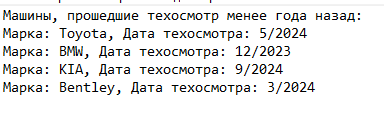 Машины, прошедшие техосмотр менее года назад:
Марка: Toyota, Дата техосмотра: 5/2024
Марка: BMW, Дата техосмотра: 12/2023
Марка: KIA, Дата техосмотра: 9/2024
Марка: Bentley, Дата техосмотра: 3/2024